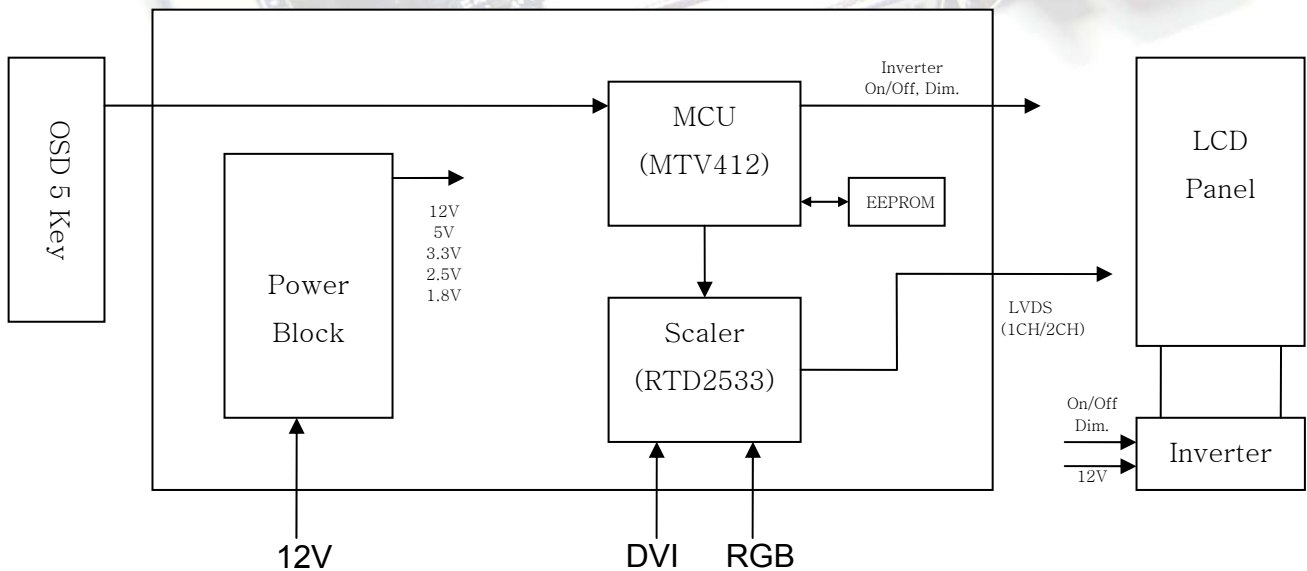 OSD 5 Key
Power
Block
12V
5V
3.3V
2.5V
1.8V
MCU
(MTV412)
EEPROM
Scaler
(RTD2533)
Inverter
On/Off, Dim.
LVDS
(1CH/2CH)
LCD
Panel
On/Off
Dim.
12V
Inverter
12V
DVI
RGB